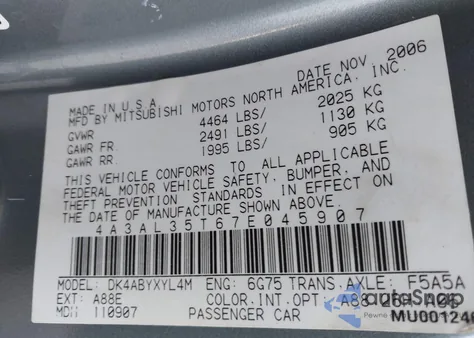 MADE IN U.S.A. DATE NOV, 2006
MFD BY MITSUBISHI MOTORS NORTH AMERICA, INC.
GVWR 4464 LBS/ 2025 KG
GAWR FR. 2491 LBS/ 1130 KG
GAWR RR. 1995 LBS/ 905 KG
THIS VEHICLE CONFORMS TO ALL APPLICABLE
FEDERAL MOTOR VEHICLE SAFETY, BUMPER, AND
THEFT PREVENTION STANDARDS IN EFFECT ON
THE DATE OF MANUFACTURE SHOWN ABOVE.
4A3AL35T67E045907
MODEL: DK4ABYXYL4M ENG: 6G75 TRANS. AXLE: F5A5A
EXT: A88E COLOR.INT.OPT: A88
MDH 110907 PASSENGER CAR MU00124